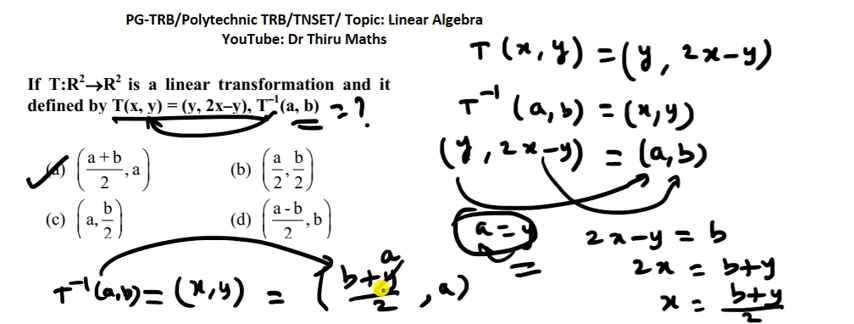 PG-TRB/Polytechnic TRB/TNSET/ Topic: Linear Algebra
YouTube: Dr Thiru Maths
If T:R²→R² is a linear transformation and it
defined by T(x, y) = (y, 2x–y), T⁻¹(a, b) = ?
(a) ((a+b)/2, a) (b) (a/2, b/2)
(c) (a, b/2) (d) ((a-b)/2, b)
T⁻¹(a,b) = (x,y) = ((b+y a)/2, a)
T(x,y) = (y, 2x-y)
T⁻¹(a,b) = (x,y)
(y, 2x-y) = (a,b)
a = y
2x-y = b
2x = b+y
x = (b+y)/2